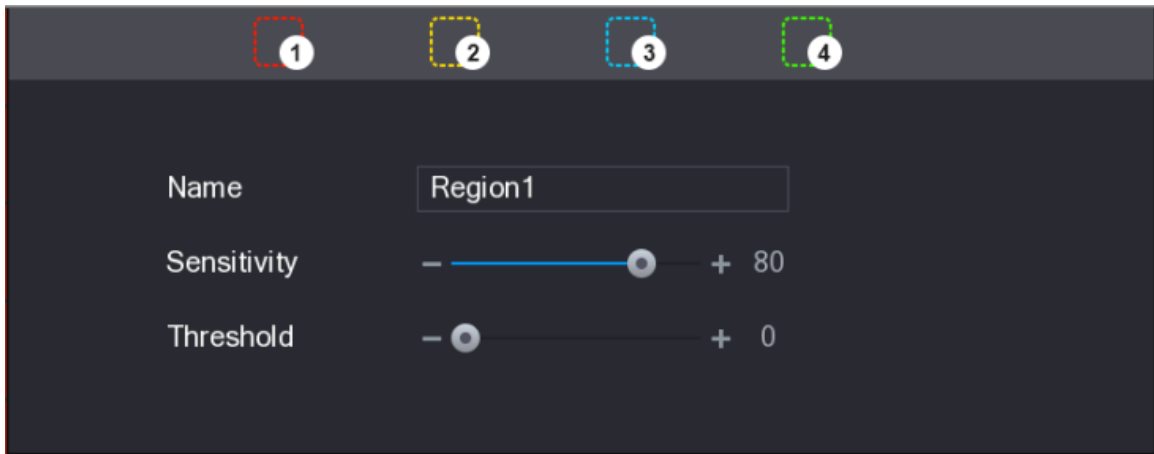 1 2 3 4
Name Region1
Sensitivity - + 80
Threshold - + 0